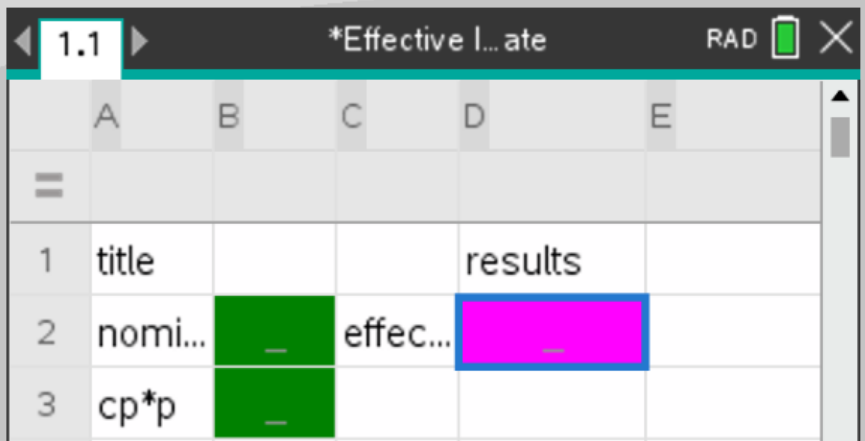 1.1 *Effective I... ate RAD
A B C D E
=
1 title results
2 nomi... _ effec... _
3 cp*p _